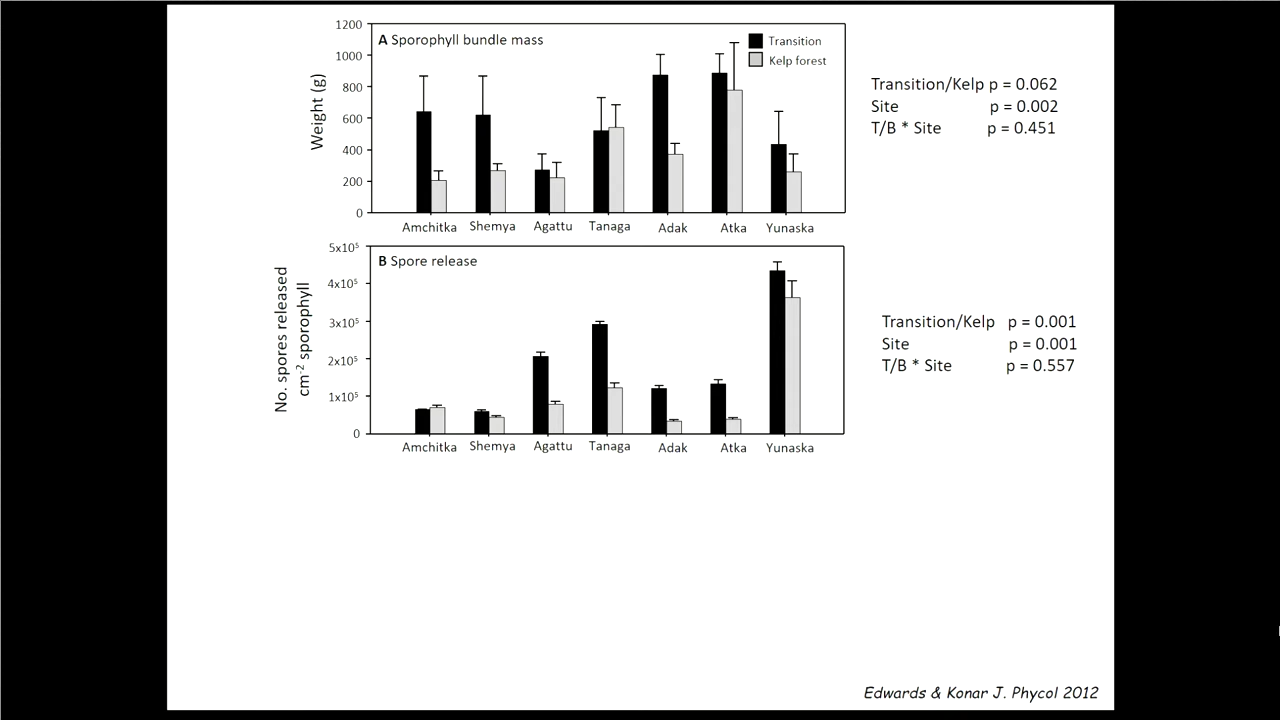 A Sporophyll bundle mass
Transition
Kelp forest
Weight (g)
1200
1000
800
600
400
200
0
Amchitka Shemya Agattu Tanaga Adak Atka Yunaska
Transition/Kelp p = 0.062
Site p = 0.002
T/B * Site p = 0.451
B Spore release
No. spores released
cm⁻² sporophyll
5x10⁵
4x10⁵
3x10⁵
2x10⁵
1x10⁵
0
Amchitka Shemya Agattu Tanaga Adak Atka Yunaska
Transition/Kelp p = 0.001
Site p = 0.001
T/B * Site p = 0.557
Edwards & Konar J. Phycol 2012